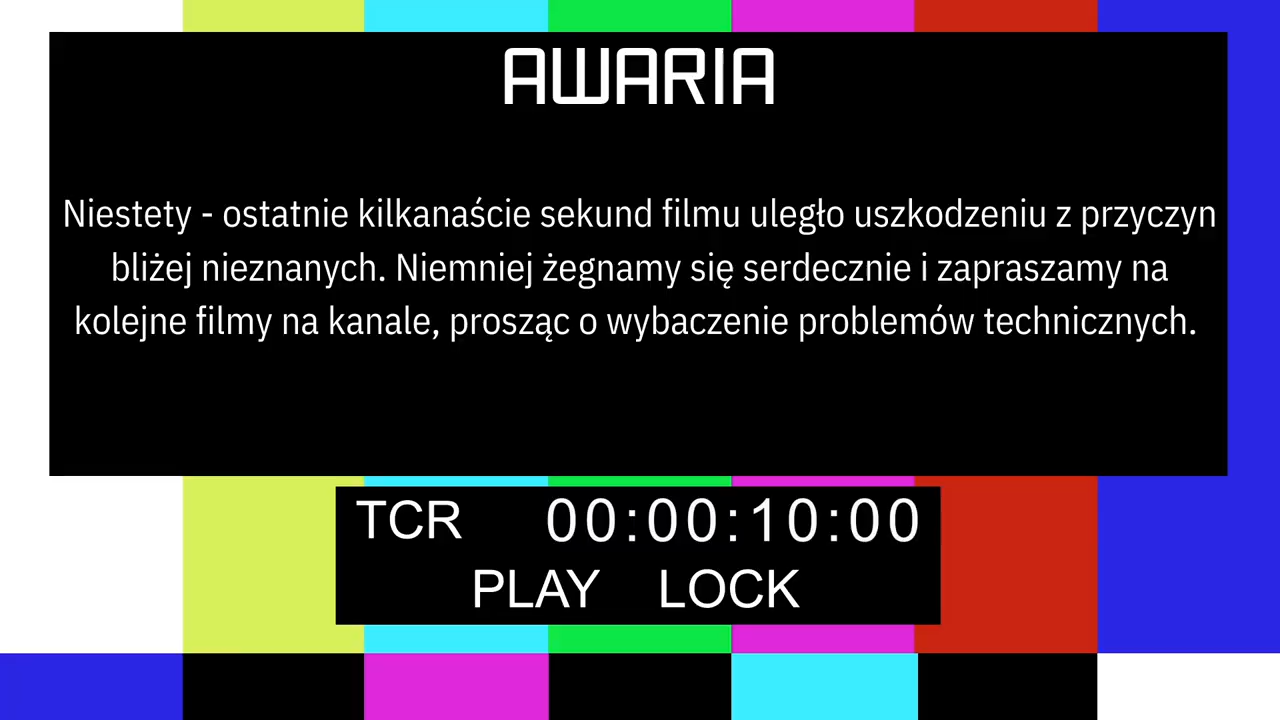 AWARIA
Niestety - ostatnie kilkanaście sekund filmu uległo uszkodzeniu z przyczyn
bliżej nieznanych. Niemniej żegnamy się serdecznie i zapraszamy na
kolejne filmy na kanale, prosząc o wybaczenie problemów technicznych.
TCR 00:00:10:00
PLAY LOCK